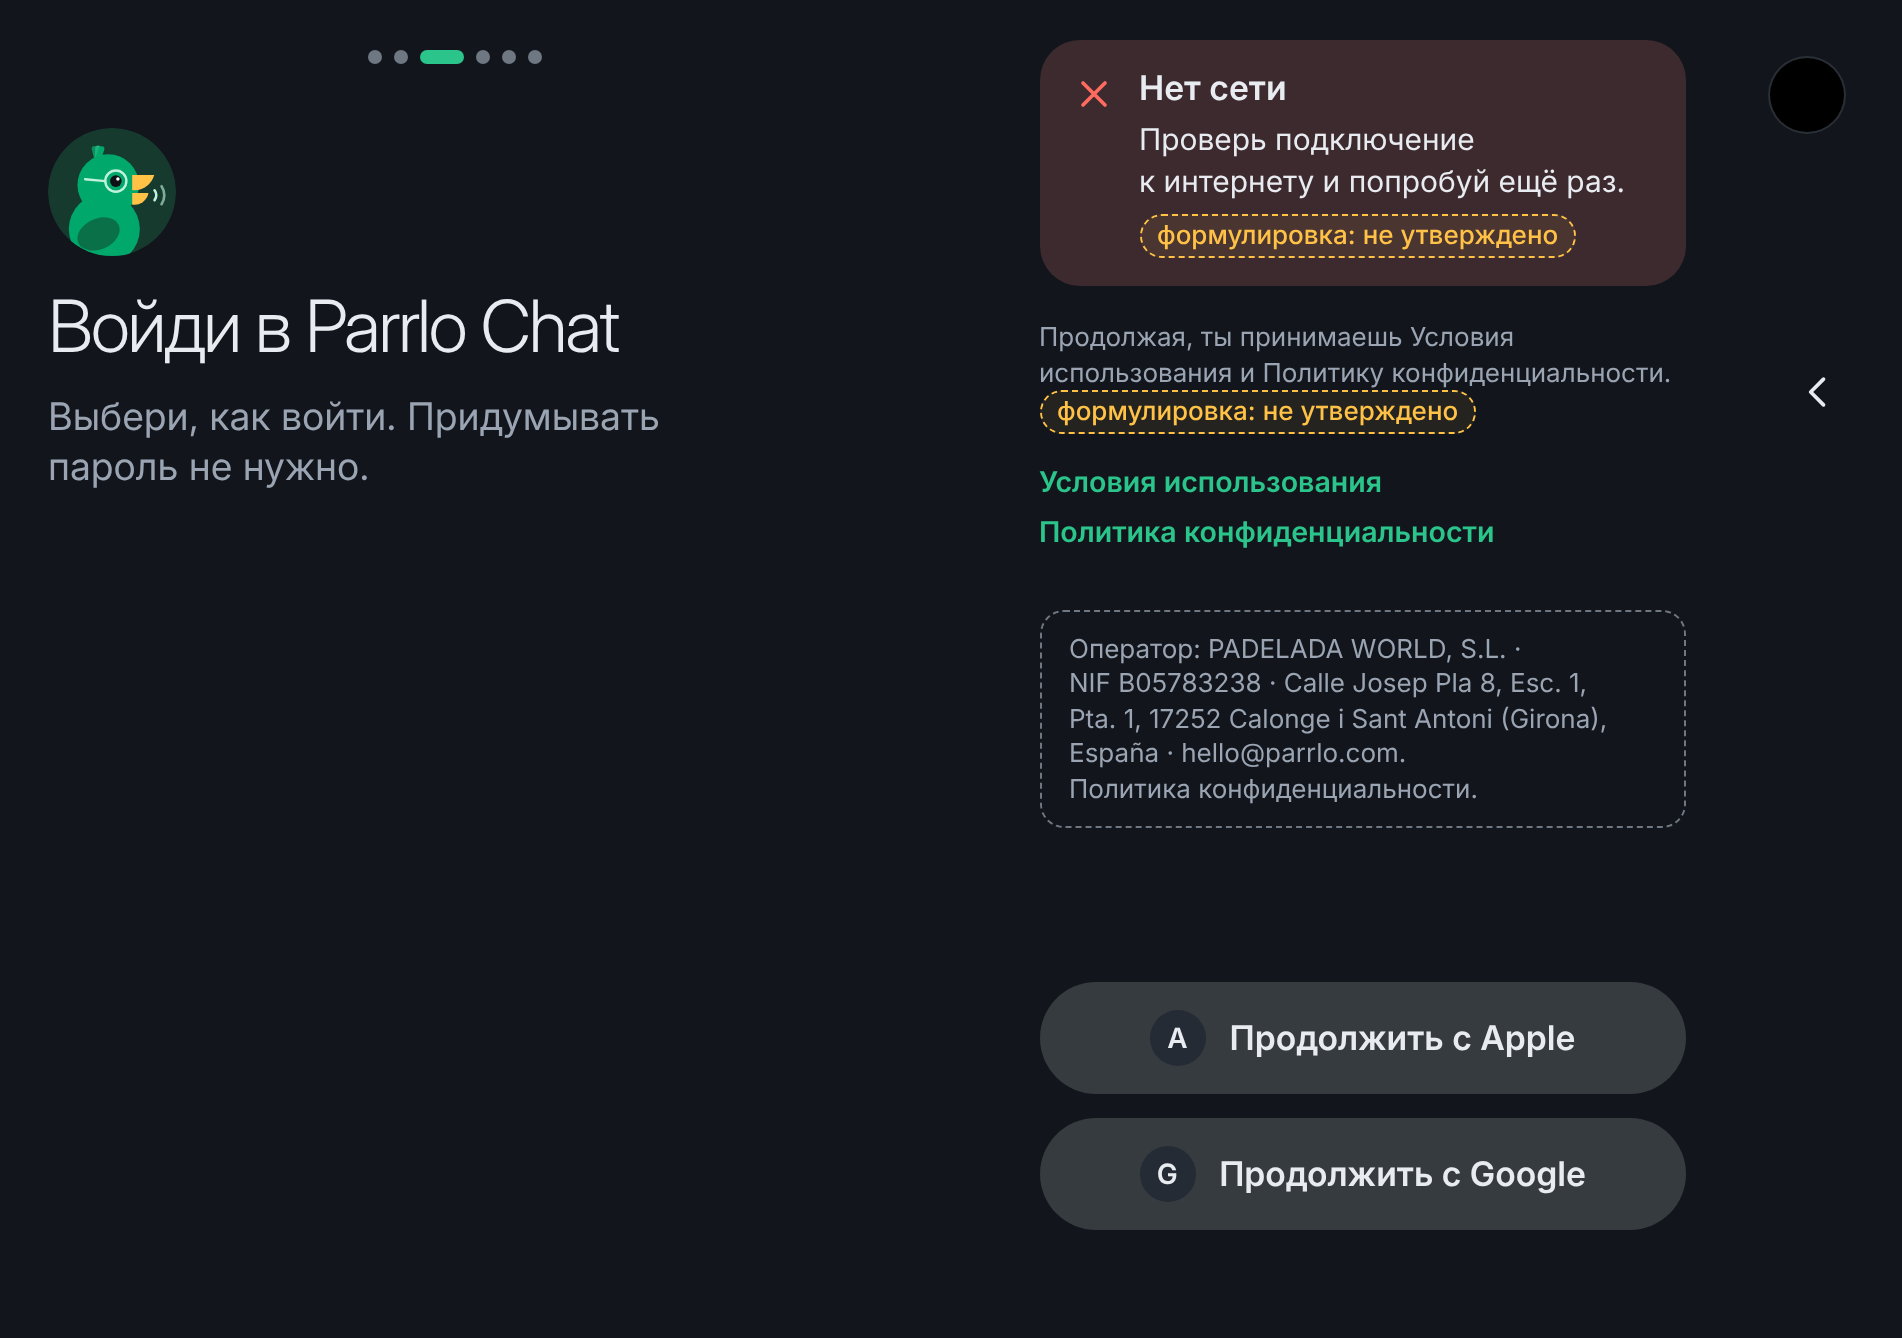 Войди в Parrlo Chat
Выбери, как войти. Придумывать
пароль не нужно.
Нет сети
Проверь подключение
к интернету и попробуй ещё раз.
формулировка: не утверждено
Продолжая, ты принимаешь Условия
использования и Политику конфиденциальности.
формулировка: не утверждено
Условия использования
Политика конфиденциальности
Оператор: PADELADA WORLD, S.L. ·
NIF B05783238 · Calle Josep Pla 8, Esc. 1,
Pta. 1, 17252 Calonge i Sant Antoni (Girona),
España · hello@parrlo.com.
Политика конфиденциальности.
A Продолжить с Apple
G Продолжить с Google